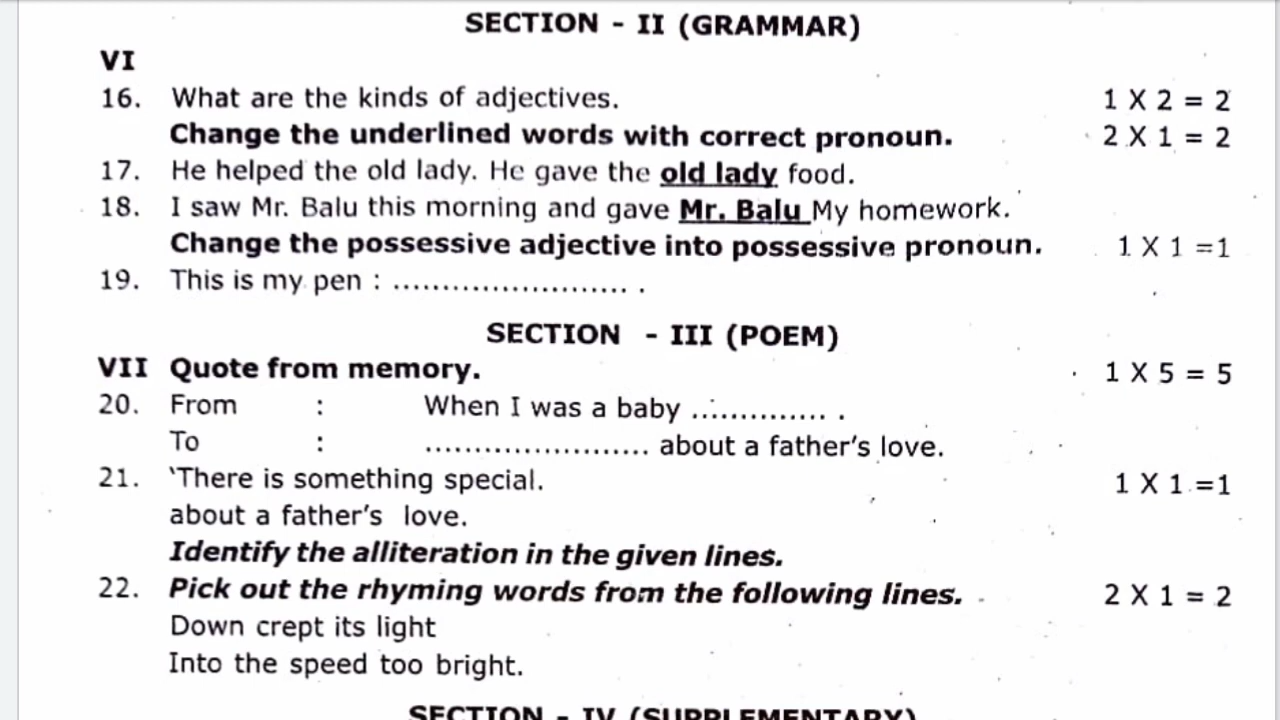 SECTION - II (GRAMMAR)
VI
16. What are the kinds of adjectives. 1 X 2 = 2
Change the underlined words with correct pronoun. 2 X 1 = 2
17. He helped the old lady. He gave the old lady food.
18. I saw Mr. Balu this morning and gave Mr. Balu My homework.
Change the possessive adjective into possessive pronoun. 1 X 1 =1
19. This is my pen : ........................ .
SECTION - III (POEM)
VII Quote from memory. 1 X 5 = 5
20. From : When I was a baby .............. .
To : ....................... about a father's love.
21. 'There is something special. 1 X 1 =1
about a father's love.
Identify the alliteration in the given lines.
22. Pick out the rhyming words from the following lines. 2 X 1 = 2
Down crept its light
Into the speed too bright.
SECTION - IV (SUPPLEMENTARY)